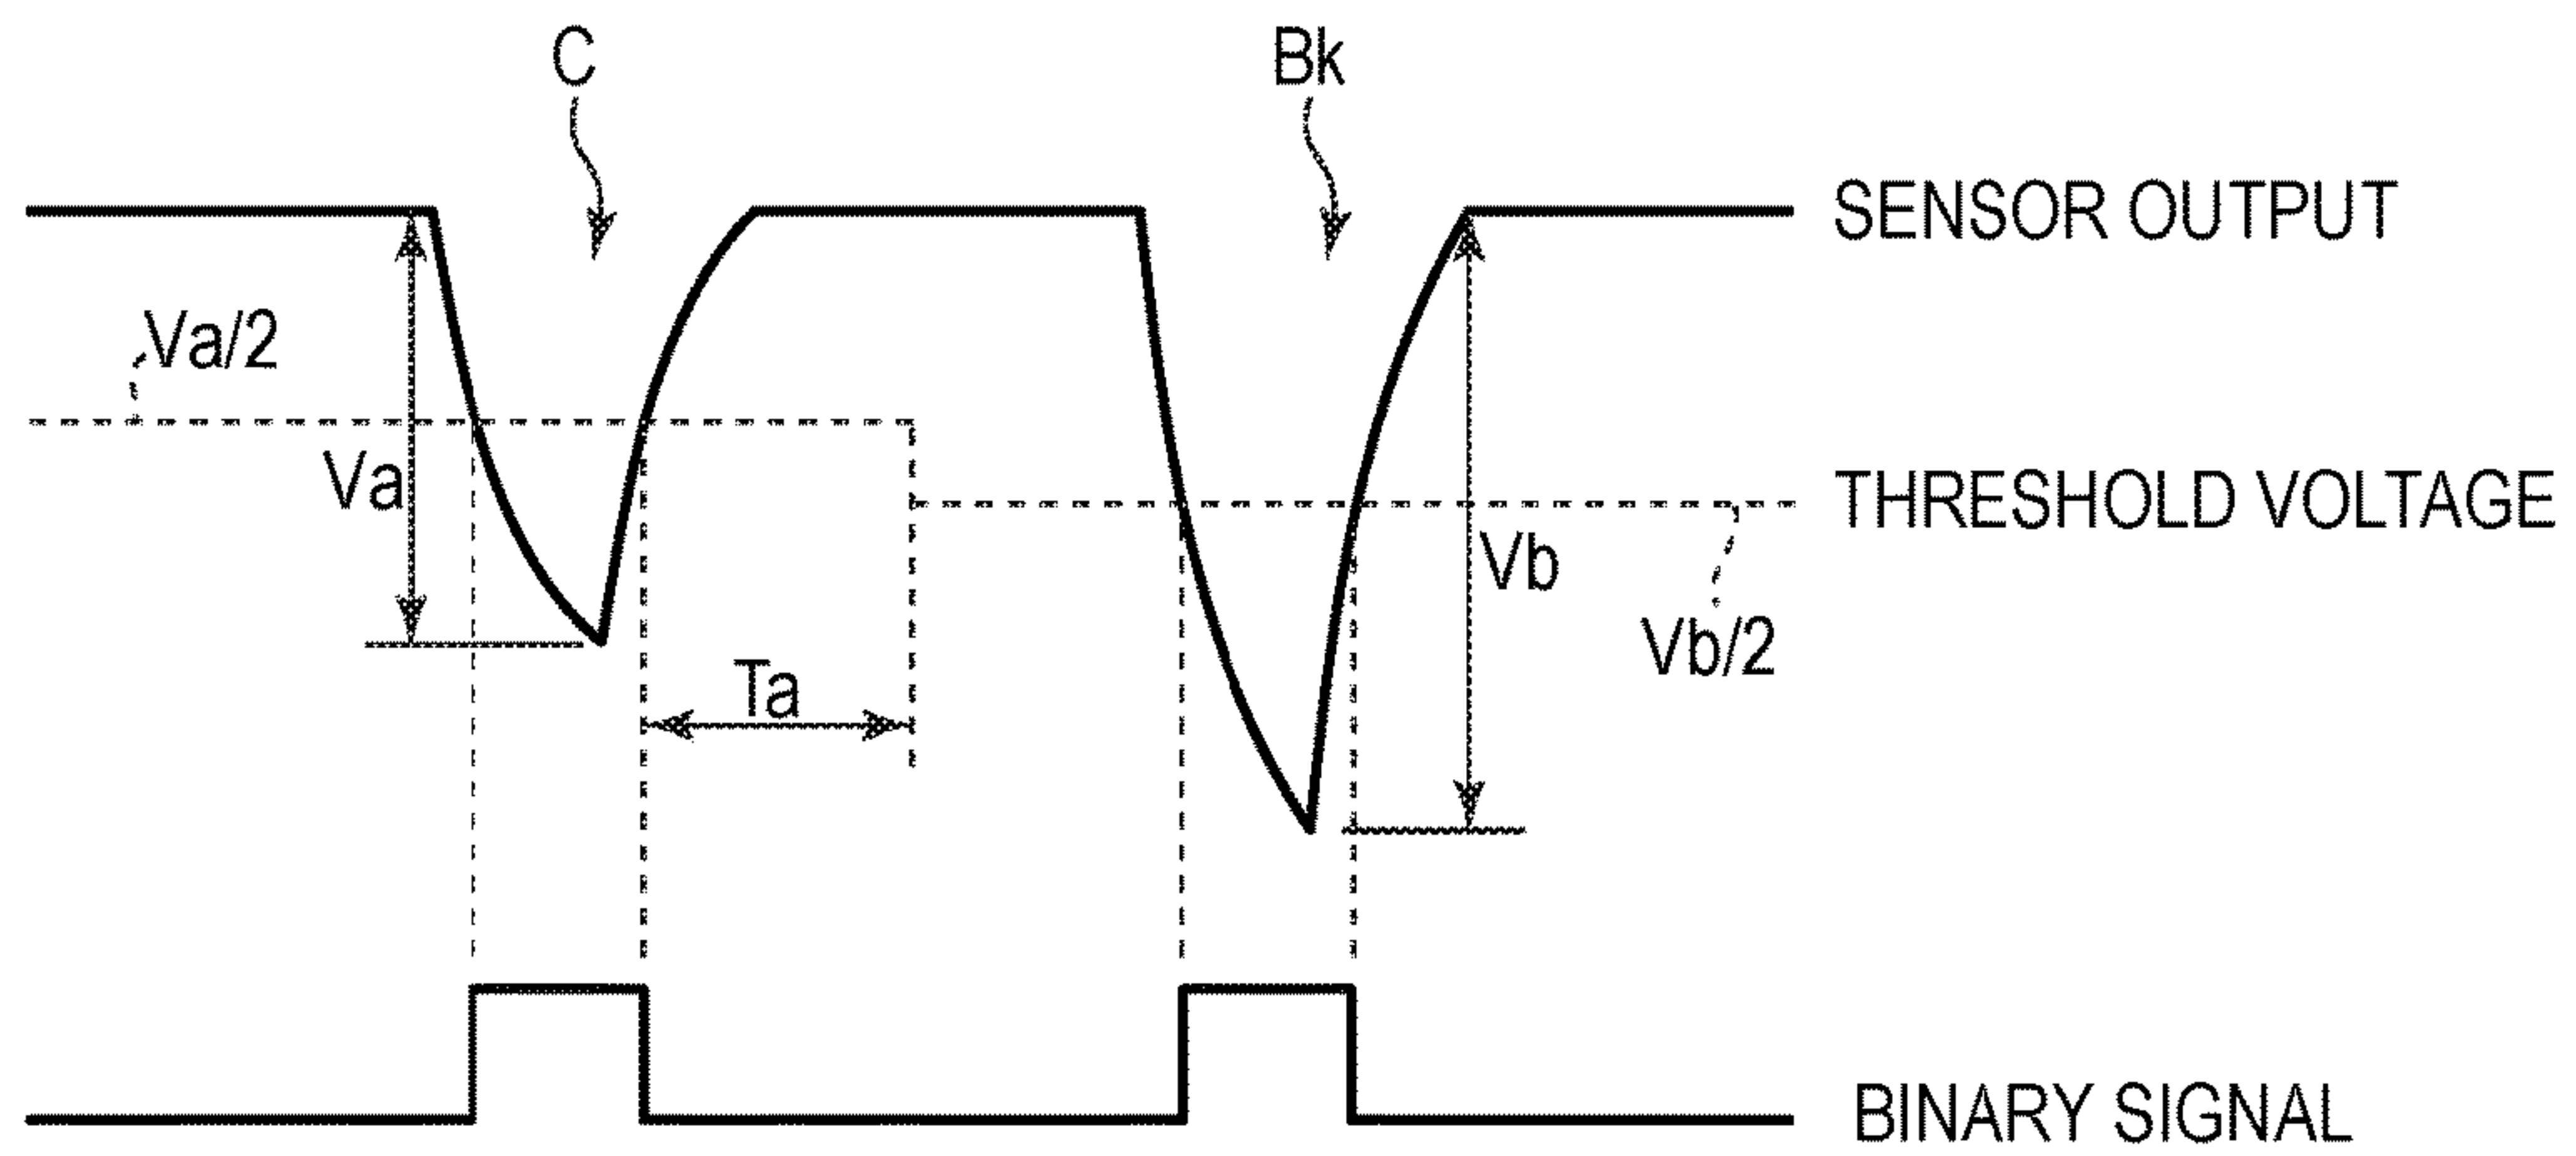 C
Bk
SENSOR OUTPUT
Va/2
Va
THRESHOLD VOLTAGE
Vb
Vb/2
Ta
BINARY SIGNAL